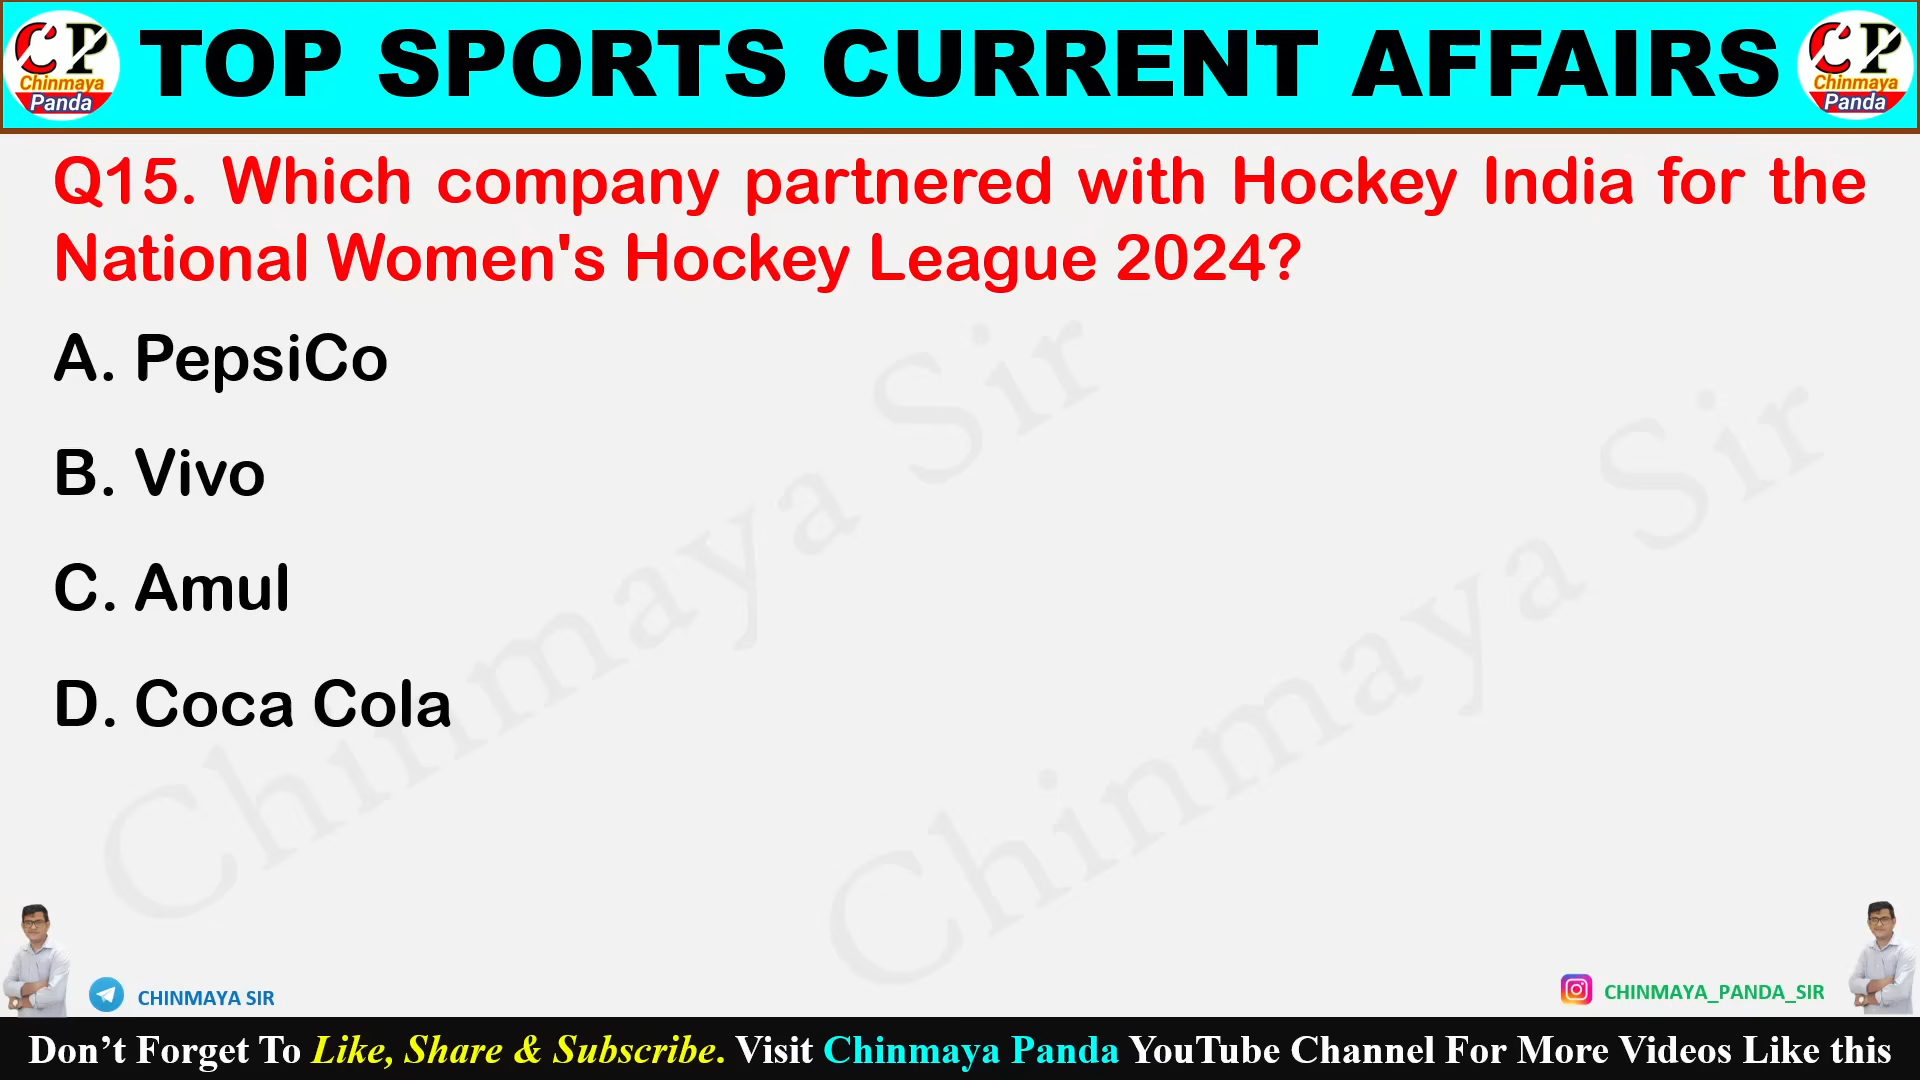 CP
Chinmaya
Panda
TOP SPORTS CURRENT AFFAIRS
CP
Chinmaya
Panda
Q15. Which company partnered with Hockey India for the
National Women's Hockey League 2024?
A. PepsiCo
B. Vivo
C. Amul
D. Coca Cola
Chinmaya Sir
Chinmaya Sir
CHINMAYA SIR
CHINMAYA_PANDA_SIR
Don’t Forget To Like, Share & Subscribe. Visit Chinmaya Panda YouTube Channel For More Videos Like this